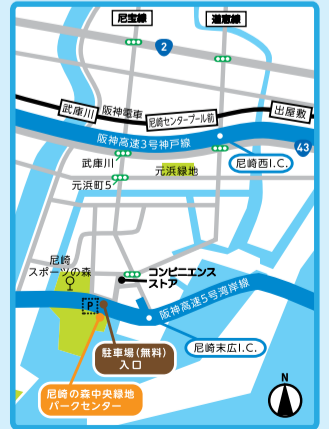 尼宝線
道意線
2
武庫川
阪神電車
尼崎センタープール前
出屋敷
阪神高速3号神戸線
43
武庫川
尼崎西I.C.
元浜緑地
元浜町5
尼崎
スポーツの森
コンビニエンス
ストア
P
阪神高速5号湾岸線
駐車場(無料)
入口
尼崎末広I.C.
尼崎の森中央緑地
パークセンター
N